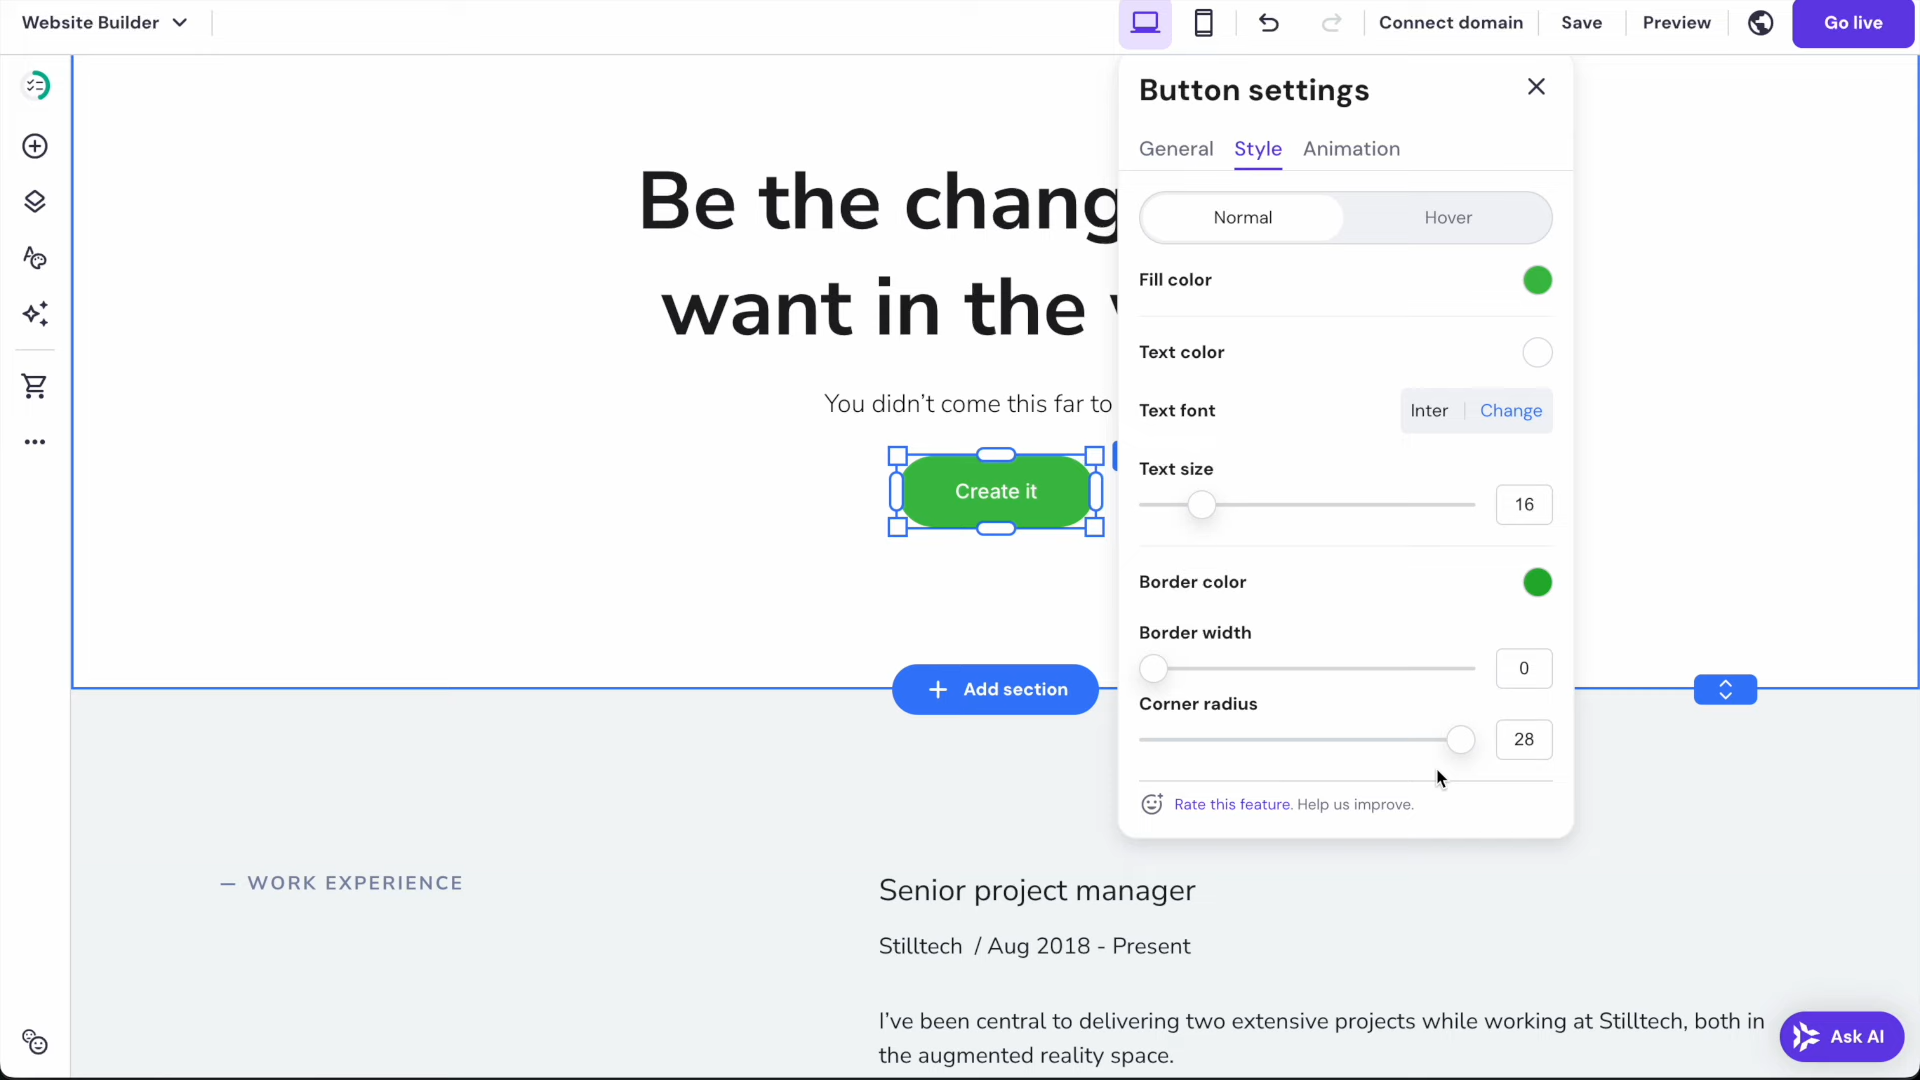 Website Builder
Connect domain
Save
Preview
Go live
Button settings
General
Style
Animation
Normal
Hover
Fill color
Text color
Text font
Inter
Change
Text size
16
Border color
Border width
0
Corner radius
28
Rate this feature. Help us improve.
Be the chang
want in the
You didn’t come this far to
Create it
Add section
— WORK EXPERIENCE
Senior project manager
Stilltech / Aug 2018 - Present
I’ve been central to delivering two extensive projects while working at Stilltech, both in
the augmented reality space.
Ask AI